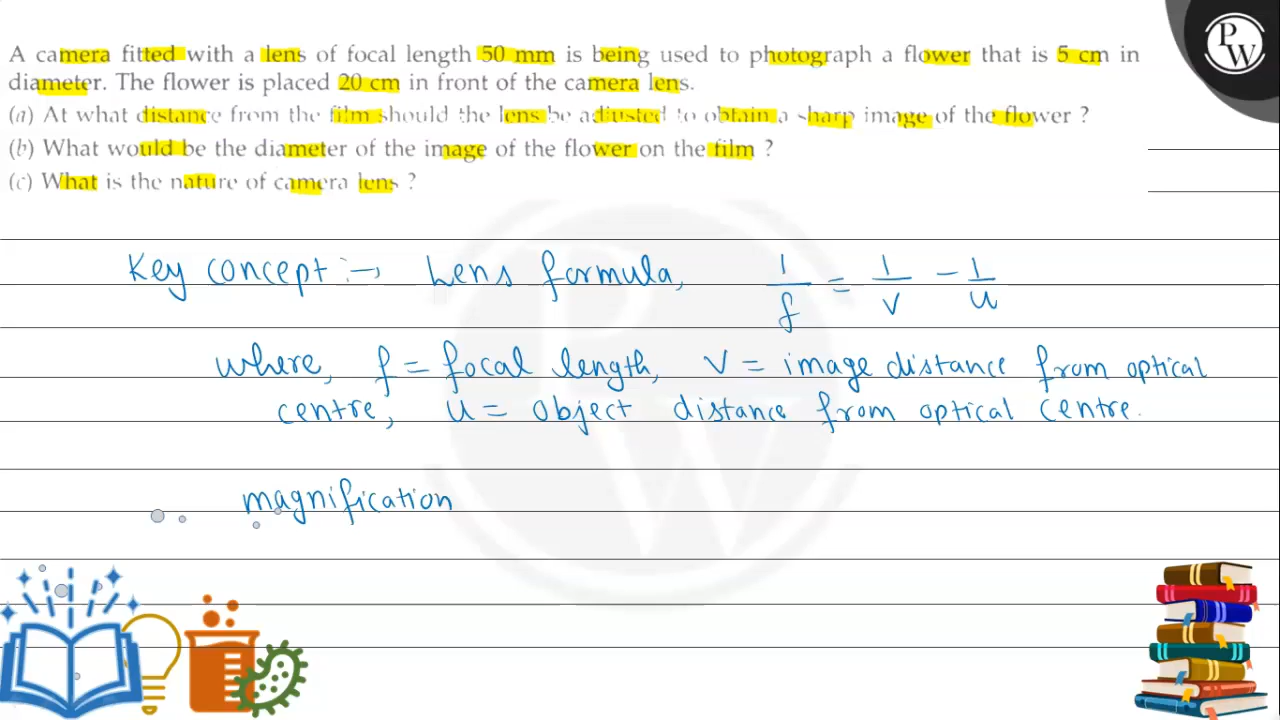 A camera fitted with a lens of focal length 50 mm is being used to photograph a flower that is 5 cm in
diameter. The flower is placed 20 cm in front of the camera lens.
(a) At what distance from the film should the lens be adjusted to obtain a sharp image of the flower ?
(b) What would be the diameter of the image of the flower on the film ?
(c) What is the nature of camera lens ?
Key concept :→ Lens formula, 1/f = 1/v - 1/u
where, f = focal length, v = image distance from optical
centre, u = object distance from optical centre.
magnification
PW
PW